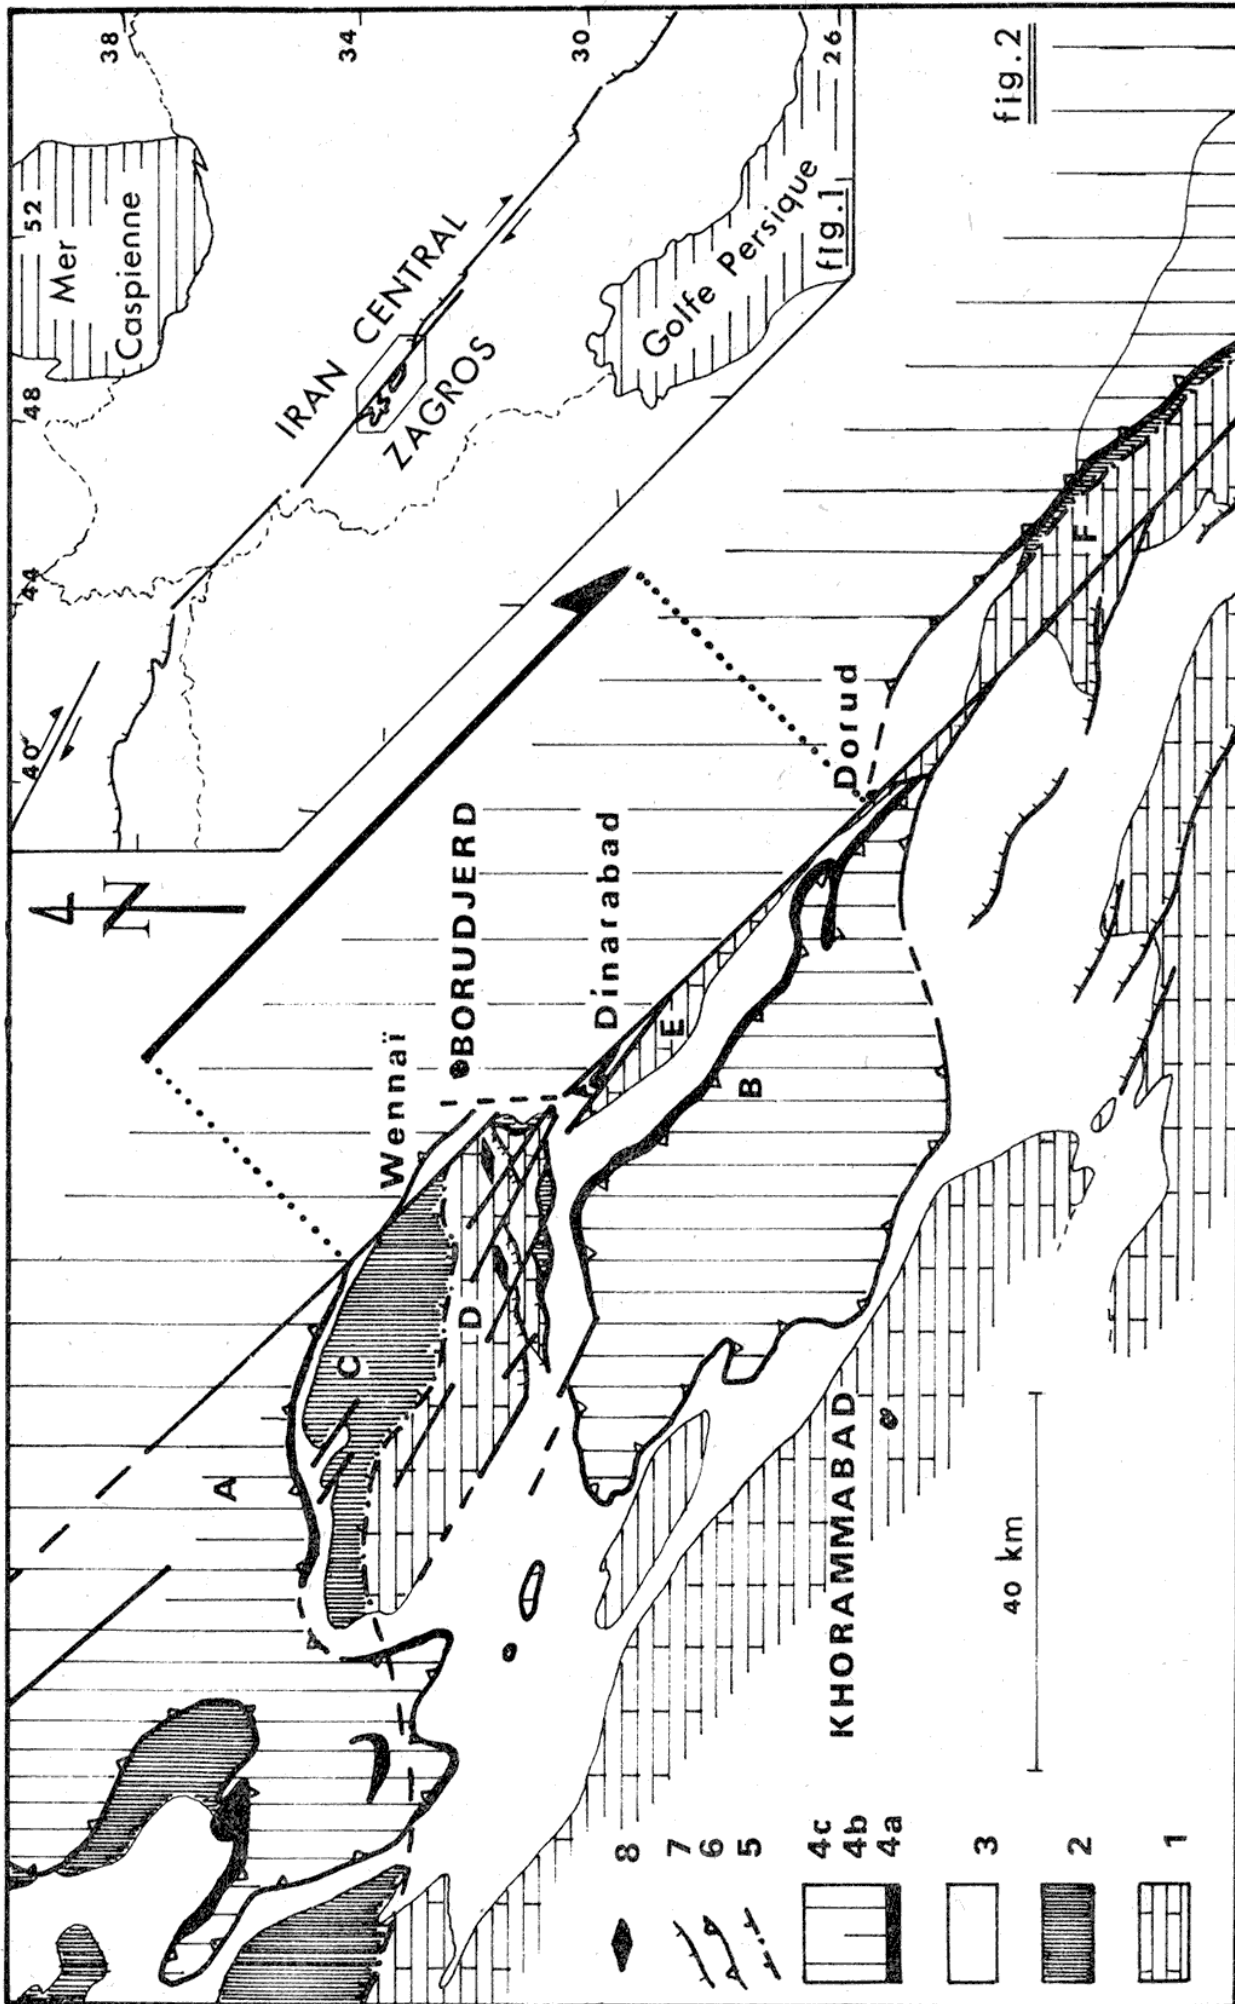 38
34
30
26
52
48
44
40
Mer
Caspienne
IRAN CENTRAL
ZAGROS
Golfe Persique
fig.1
fig.2
N
Wennaï
BORUDJERD
Dinarabad
Dorud
A
B
C
D
E
F
KHORAMMABAD
40 km
8
7
6
5
4c
4b
4a
3
2
1